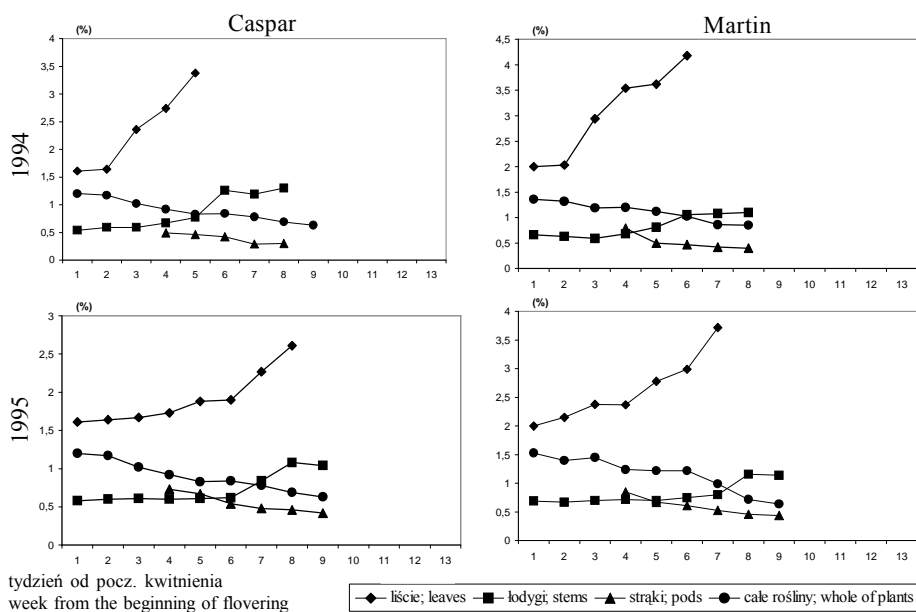 Caspar Martin
(%) (%)
4 4,5
3,5 4
3 3,5
2,5 3
2 2,5
1,5 2
1 1,5
0,5 1
0 0,5
0
1994
1 2 3 4 5 6 7 8 9 10 11 12 13
1 2 3 4 5 6 7 8 9 10 11 12 13
(%) (%)
3 4
2,5 3,5
2 3
1,5 2,5
1 2
0,5 1,5
0 1
0,5
0
1995
1 2 3 4 5 6 7 8 9 10 11 12 13
1 2 3 4 5 6 7 8 9 10 11 12 13
tydzień od pocz. kwitnienia
week from the beginning of flovering
liście; leaves łodygi; stems strąki; pods całe rośliny; whole of plants